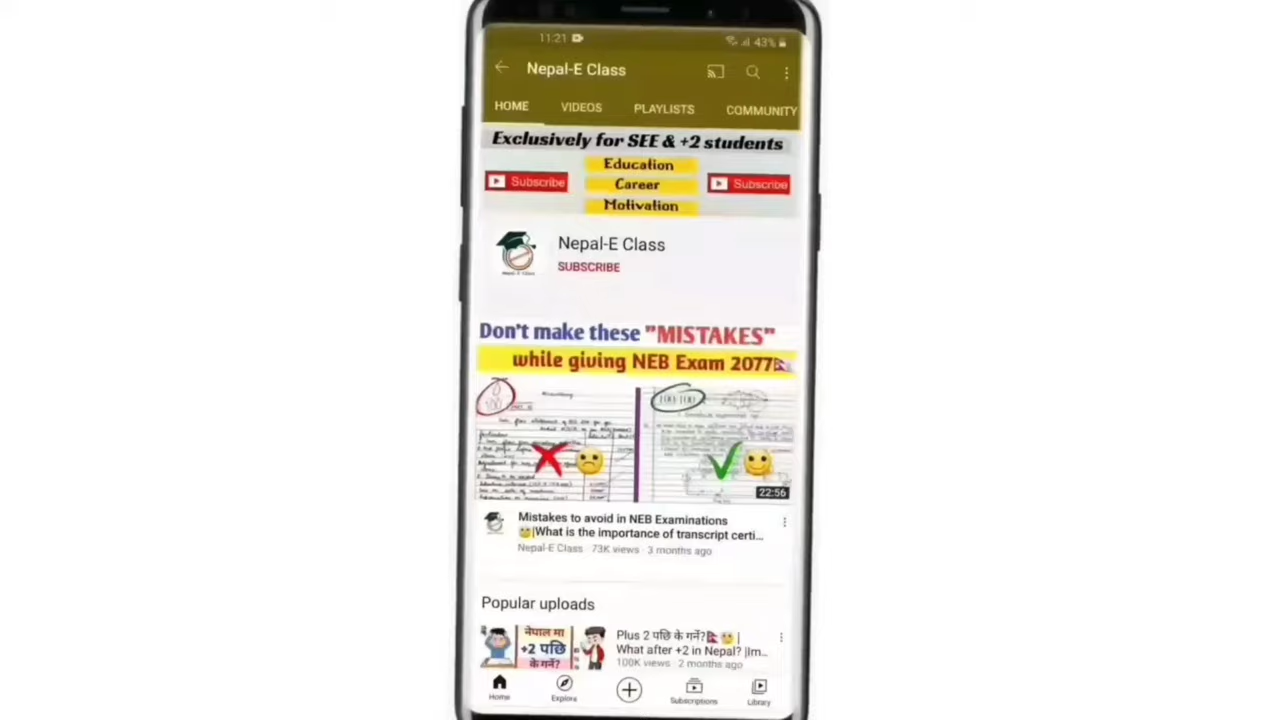 11:21
43%
Nepal-E Class
HOME VIDEOS PLAYLISTS COMMUNITY
Exclusively for SEE & +2 students
Education
Subscribe Career Subscribe
Motivation
Nepal-E Class
SUBSCRIBE
Don't make these "MISTAKES"
while giving NEB Exam 2077
100 100
22:56
Mistakes to avoid in NEB Examinations
|What is the importance of transcript certi...
Nepal-E Class · 73K views · 3 months ago
Popular uploads
नेपाल मा
+2 पछि
के गर्ने?
Plus 2 पछि के गर्ने? |
What after +2 in Nepal? |Im...
100K views · 2 months ago
Home Explore Subscriptions Library